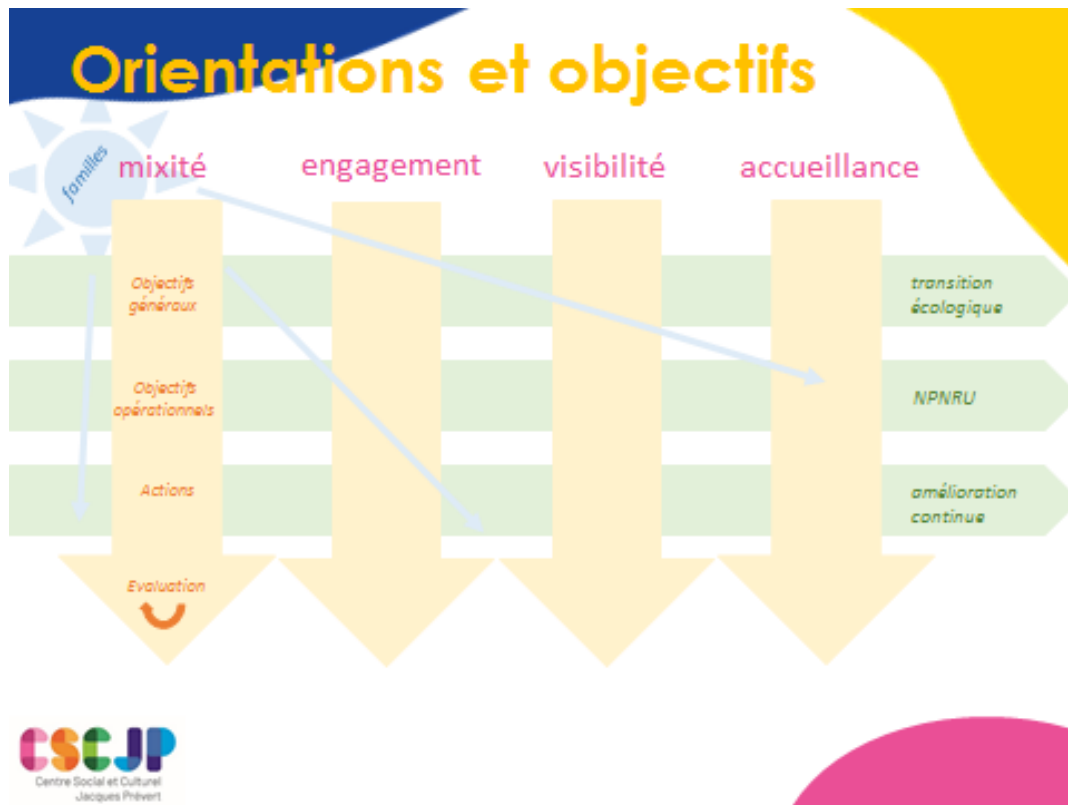 Orientations et objectifs
familles
mixité
engagement
visibilité
accueillance
Objectifs
généraux
transition
écologique
Objectifs
opérationnels
NPNRU
Actions
amélioration
continue
Evaluation
CSCJP
Centre Social et Culturel
Jacques Prévert